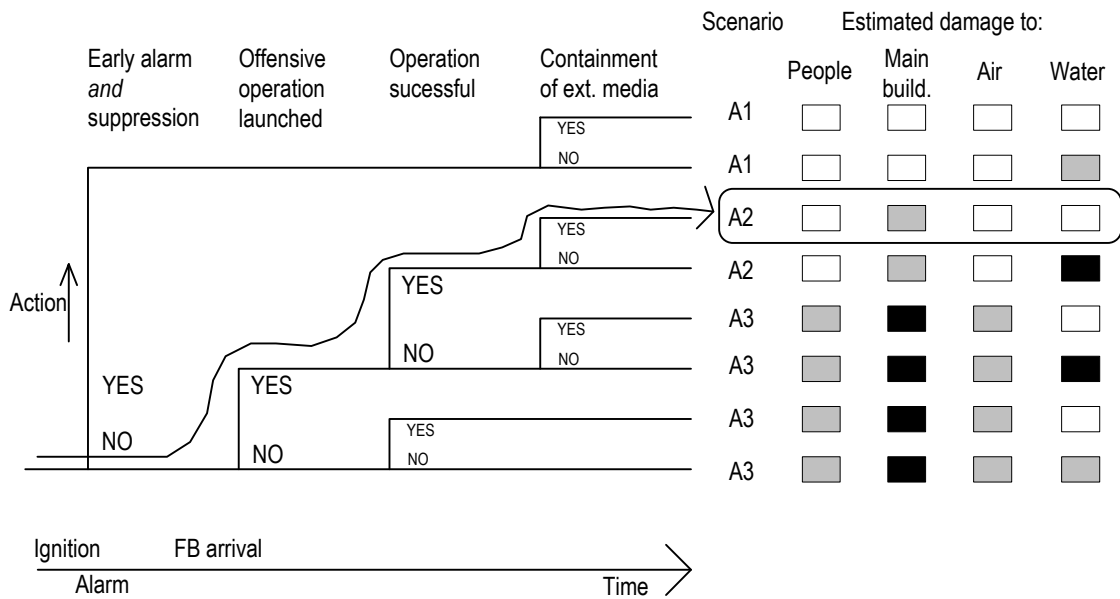 Scenario Estimated damage to:
Early alarm
and
suppression
Offensive
operation
launched
Operation
sucessful
Containment
of ext. media
People
Main
build.
Air
Water
A1
YES
NO
A1
A2
YES
NO
A2
Action
YES
NO
YES
NO
A3
A3
YES
NO
YES
NO
YES
NO
A3
A3
Ignition FB arrival
Alarm Time